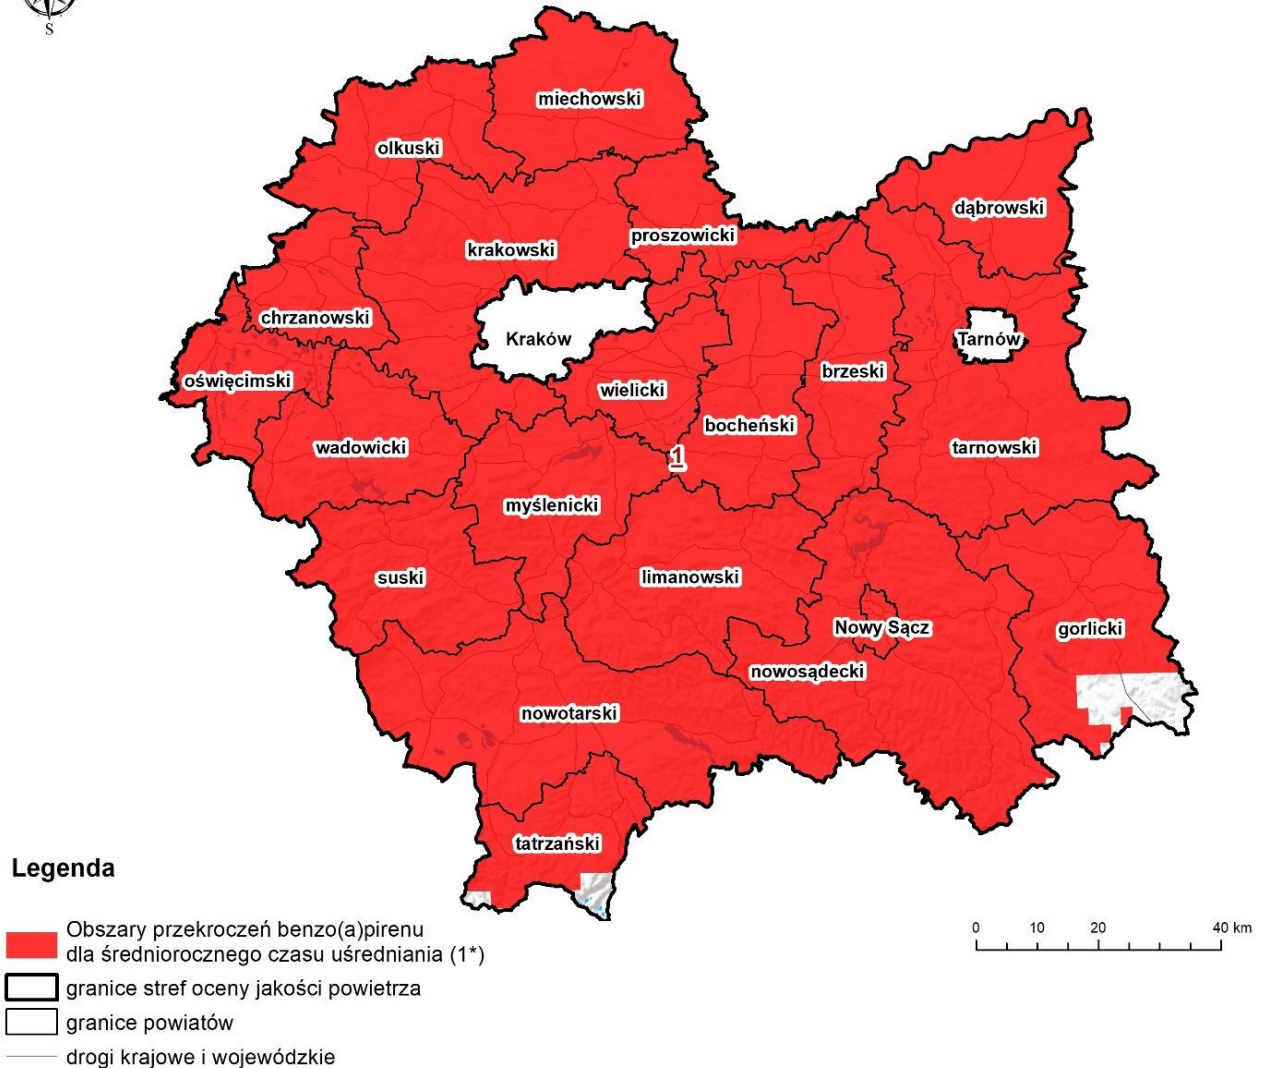 S
miechowski
olkuski
dąbrowski
proszowicki
krakowski
chrzanowski
Kraków
Tarnów
oświęcimski
brzeski
wielicki
bocheński
wadowicki
tarnowski
1
myślenicki
suski
limanowski
Nowy Sącz
gorlicki
nowosądecki
nowotarski
tatrzański
Legenda
Obszary przekroczeń benzo(a)pirenu
dla średniorocznego czasu uśredniania (1*)
granice stref oceny jakości powietrza
granice powiatów
drogi krajowe i wojewódzkie
0 10 20 40 km